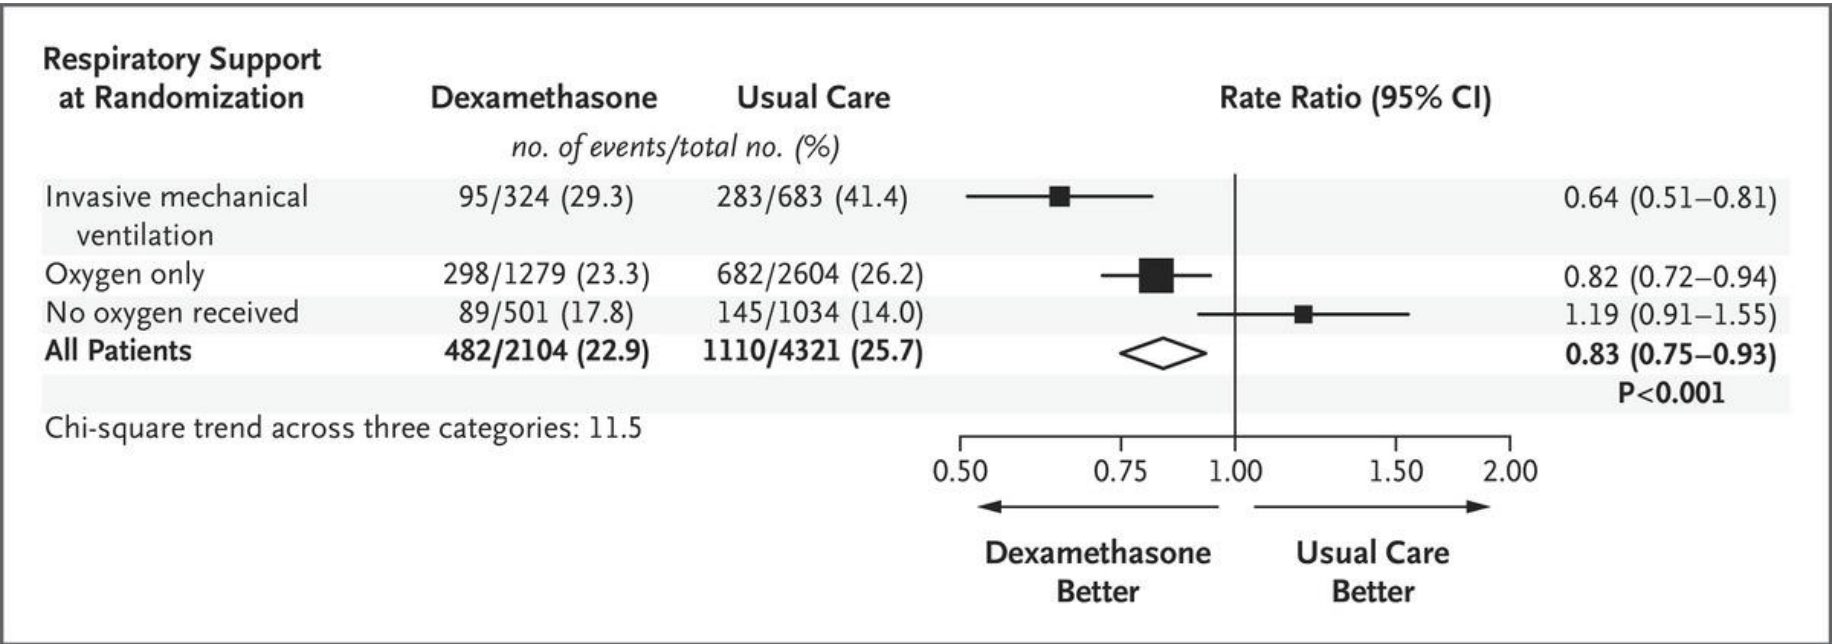 Respiratory Support
at Randomization Dexamethasone Usual Care Rate Ratio (95% CI)
no. of events/total no. (%)
Invasive mechanical 95/324 (29.3) 283/683 (41.4) 0.64 (0.51–0.81)
ventilation
Oxygen only 298/1279 (23.3) 682/2604 (26.2) 0.82 (0.72–0.94)
No oxygen received 89/501 (17.8) 145/1034 (14.0) 1.19 (0.91–1.55)
All Patients 482/2104 (22.9) 1110/4321 (25.7) 0.83 (0.75–0.93)
P<0.001
Chi-square trend across three categories: 11.5
0.50 0.75 1.00 1.50 2.00
Dexamethasone Usual Care
Better Better